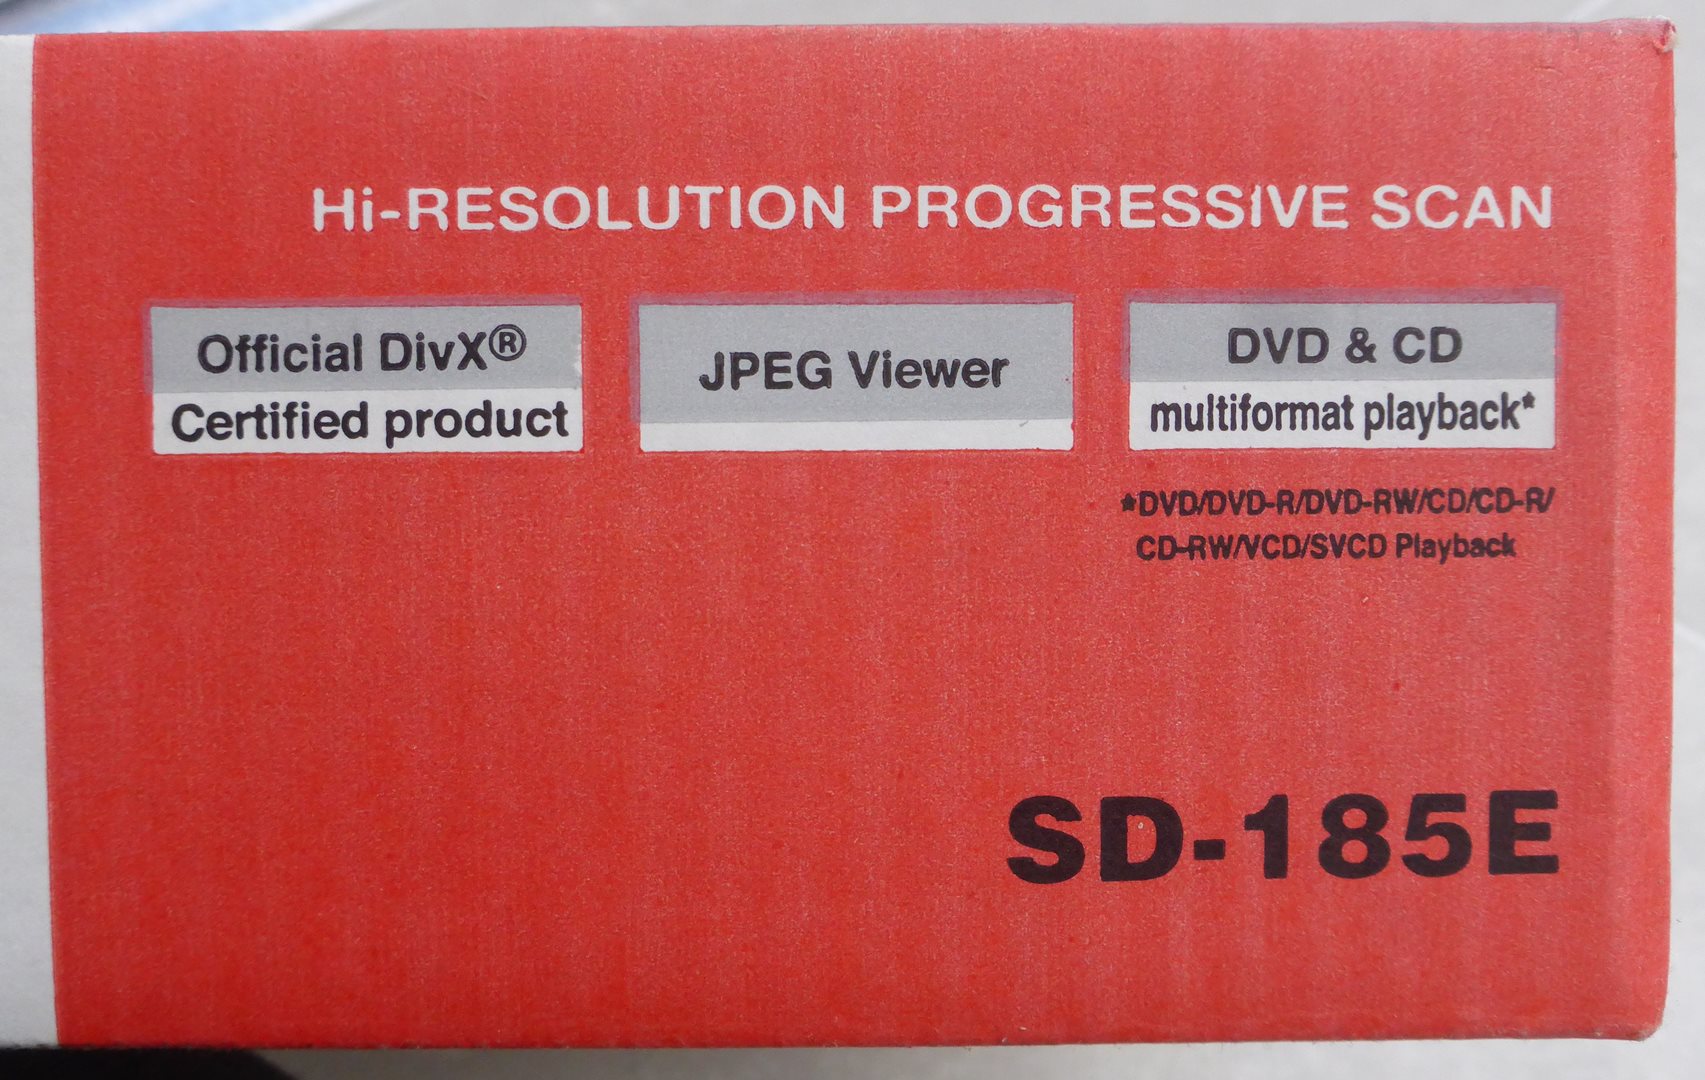 Hi-RESOLUTION PROGRESSIVE SCAN
Official DivX®
Certified product
JPEG Viewer
DVD & CD
multiformat playback*
*DVD/DVD-R/DVD-RW/CD/CD-R/
CD-RW/VCD/SVCD Playback
SD-185E